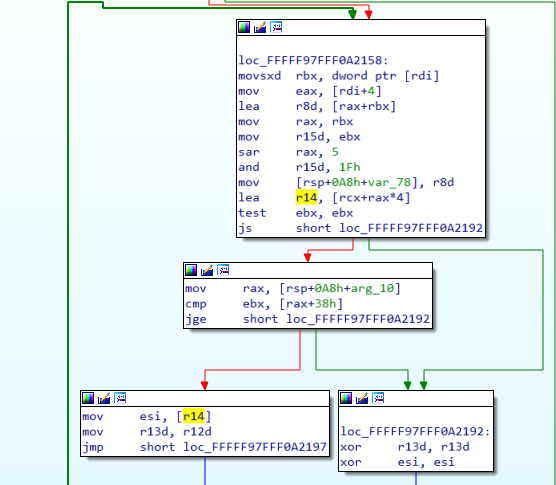 loc_FFFFF97FFF0A2158:
movsxd rbx, dword ptr [rdi]
mov eax, [rdi+4]
lea r8d, [rax+rbx]
mov rax, rbx
mov r15d, ebx
sar rax, 5
and r15d, 1Fh
mov [rsp+0A8h+var_78], r8d
lea r14, [rcx+rax*4]
test ebx, ebx
js short loc_FFFFF97FFF0A2192
mov rax, [rsp+0A8h+arg_10]
cmp ebx, [rax+38h]
jge short loc_FFFFF97FFF0A2192
mov esi, [r14]
mov r13d, r12d
jmp short loc_FFFFF97FFF0A2197
loc_FFFFF97FFF0A2192:
xor r13d, r13d
xor esi, esi